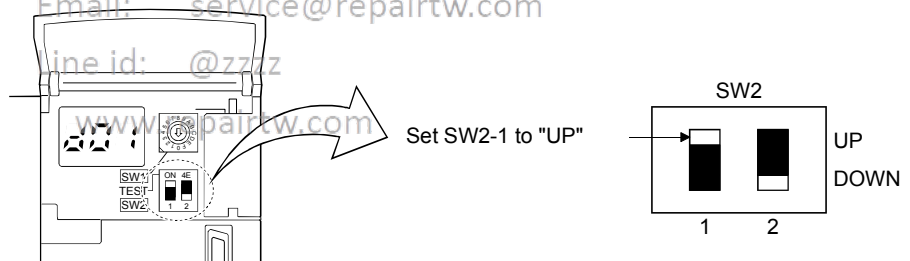 Email: service@repairtw.com
Line id: @zzzz
www.repairtw.com
SW1
TEST
SW2
ON 4E
1 2
Set SW2-1 to "UP"
SW2
UP
DOWN
1 2